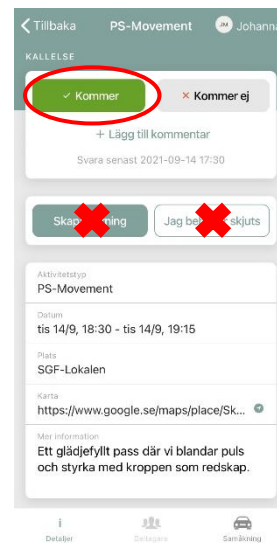 Tillbaka PS-Movement JM Johanna
KALLELSE
✓ Kommer × Kommer ej
+ Lägg till kommentar
Svara senast 2021-09-14 17:30
Jag skjuts
Aktivitetstyp
PS-Movement
Datum
tis 14/9, 18:30 - tis 14/9, 19:15
Plats
SGF-Lokalen
Karta
https://www.google.se/maps/place/Sk...
Mer information
Ett glädjefyllt pass där vi blandar puls
och styrka med kroppen som redskap.
Detaljer Deltagare Samåkning